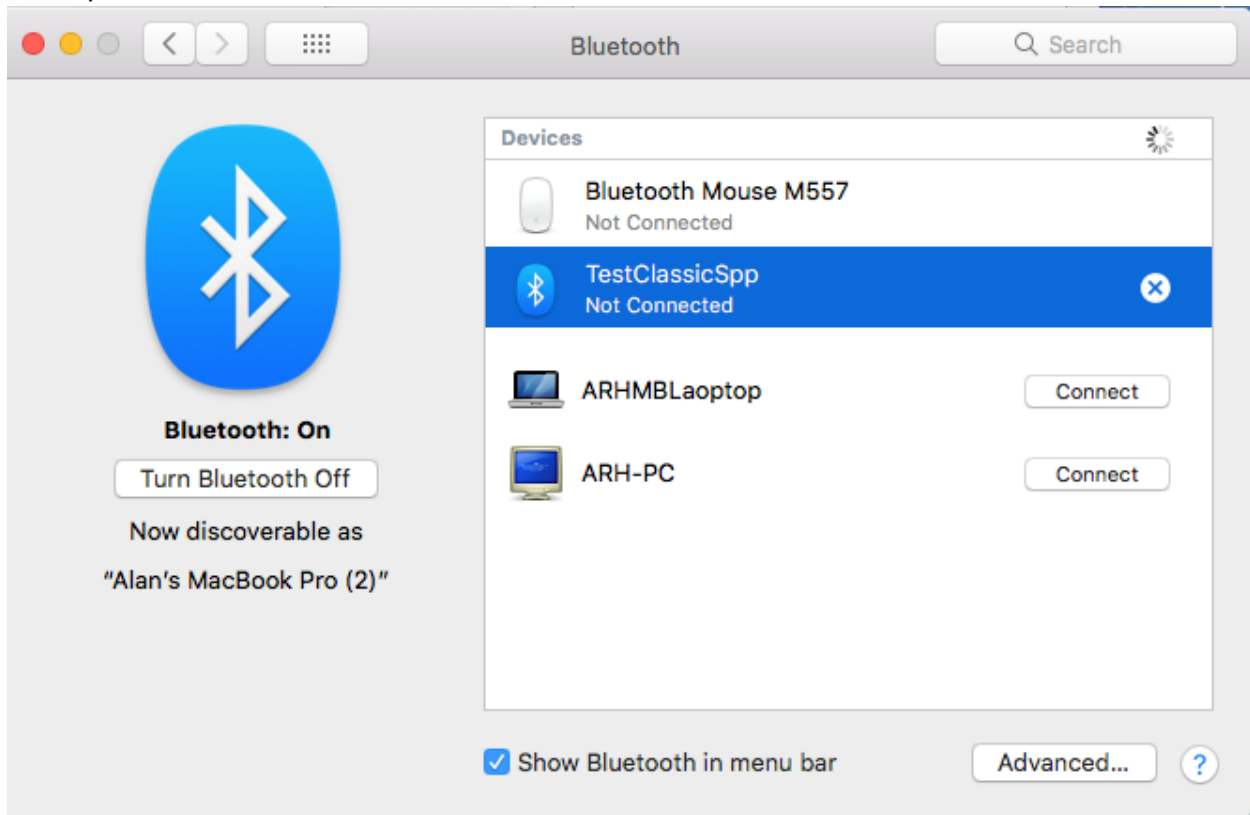 Bluetooth
Search
Devices
Bluetooth Mouse M557
Not Connected
TestClassicSpp
Not Connected
ARHMBLaoptop
Connect
ARH-PC
Connect
Bluetooth: On
Turn Bluetooth Off
Now discoverable as
“Alan’s MacBook Pro (2)”
Show Bluetooth in menu bar
Advanced...
?